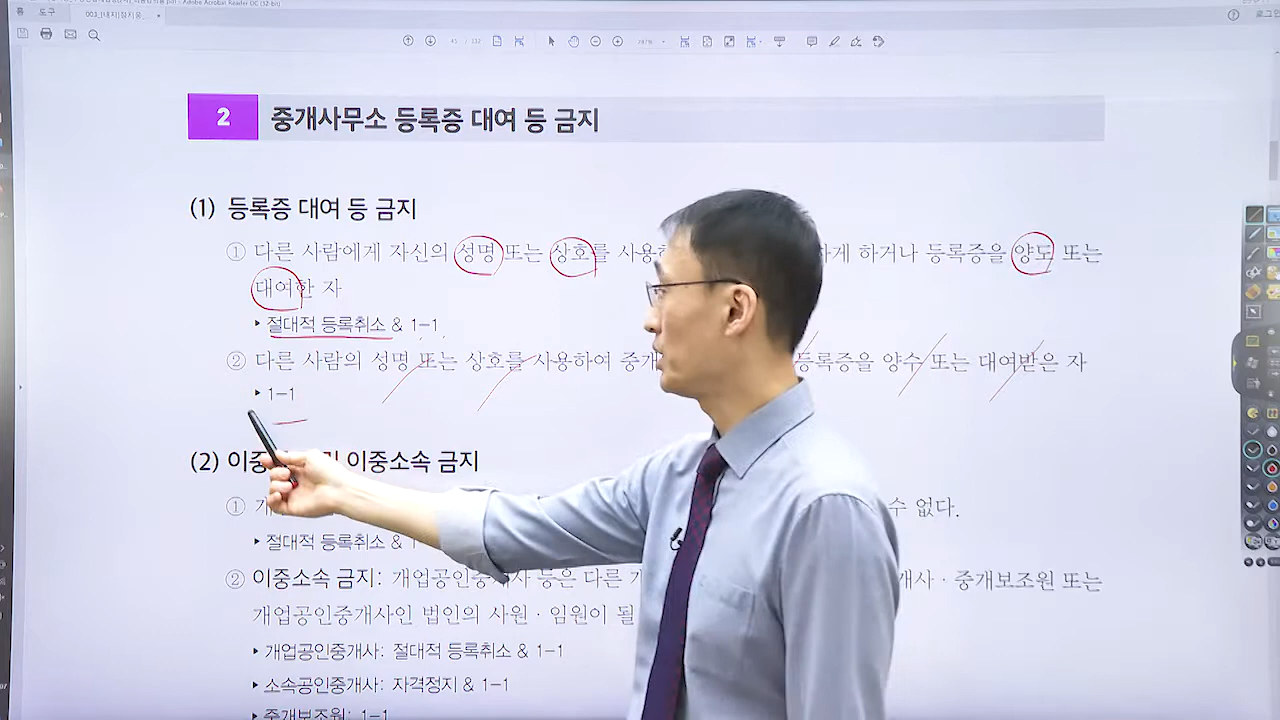 홈 도구
2 중개사무소 등록증 대여 등 금지
(1) 등록증 대여 등 금지
① 다른 사람에게 자신의 성명 또는 상호를 하게 하거나 등록증을 양도 또는
대여한 자
▸ 절대적 등록취소 & 1-1
② 다른 사람의 성명 또는 상호를 사용하여 등록증을 양수 또는 대여받은 자
▸ 1-1
(2) 이중소속 금지
① 수 없다.
▸ 절대적 등록취소 &
② 이중소속 금지: 개업공인중개사 등은 다른 중개보조원 또는
개업공인중개사인 법인의 사원 · 임원이 될
▸ 개업공인중개사: 절대적 등록취소 & 1-1
▸ 소속공인중개사: 자격정지 & 1-1
▸ 중개보조원: 1-1